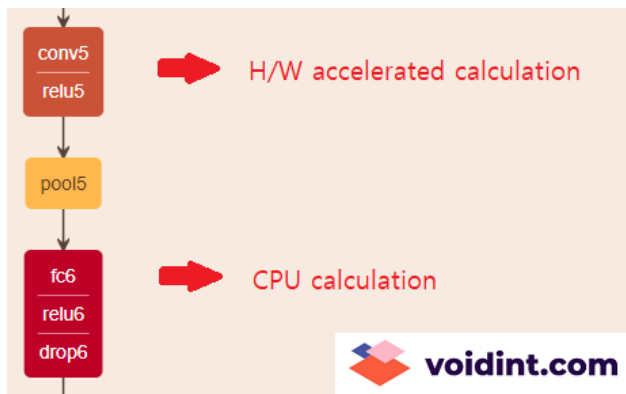 conv5
relu5
H/W accelerated calculation
pool5
fc6
relu6
drop6
CPU calculation
voidint.com